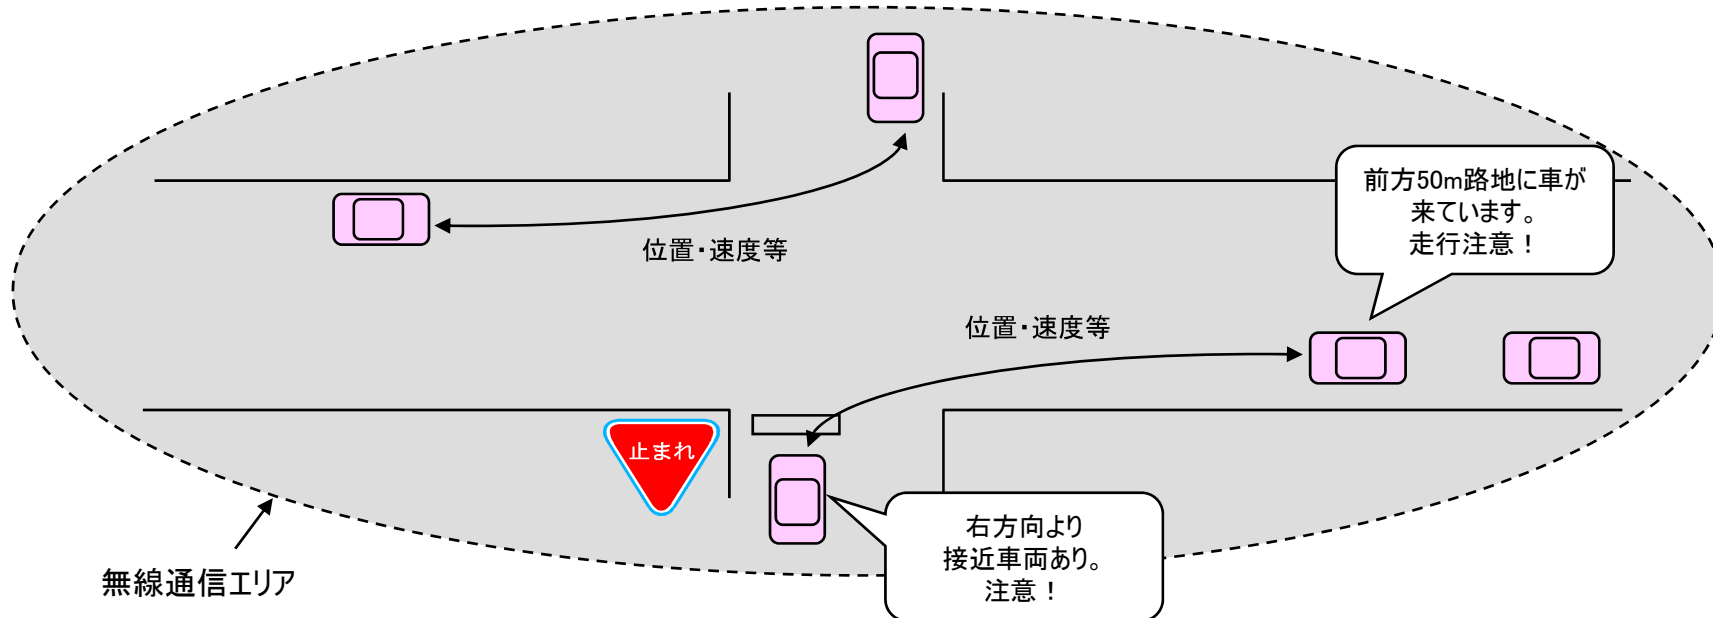 前方50m路地に車が
来ています。
走行注意！
位置・速度等
位置・速度等
止まれ
右方向より
接近車両あり。
注意！
無線通信エリア